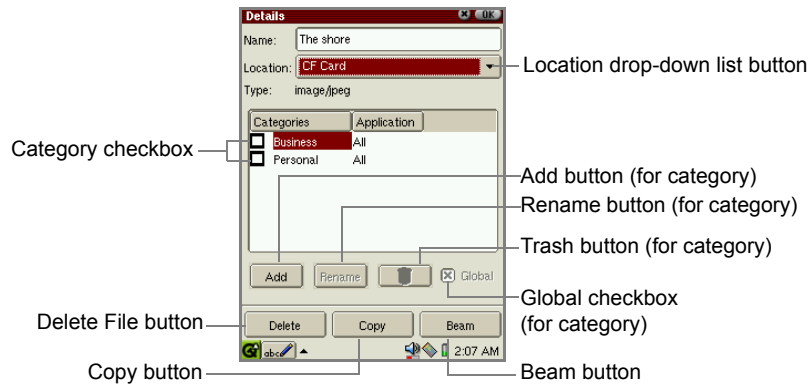 Details
OK
Name: The shore
Location: CF Card
Location drop-down list button
Type: image/jpeg
Categories Application
Category checkbox
Business All
Personal All
Add button (for category)
Rename button (for category)
Trash button (for category)
Add Rename Global
Global checkbox
(for category)
Delete File button
Delete Copy Beam
abc 2:07 AM
Copy button
Beam button